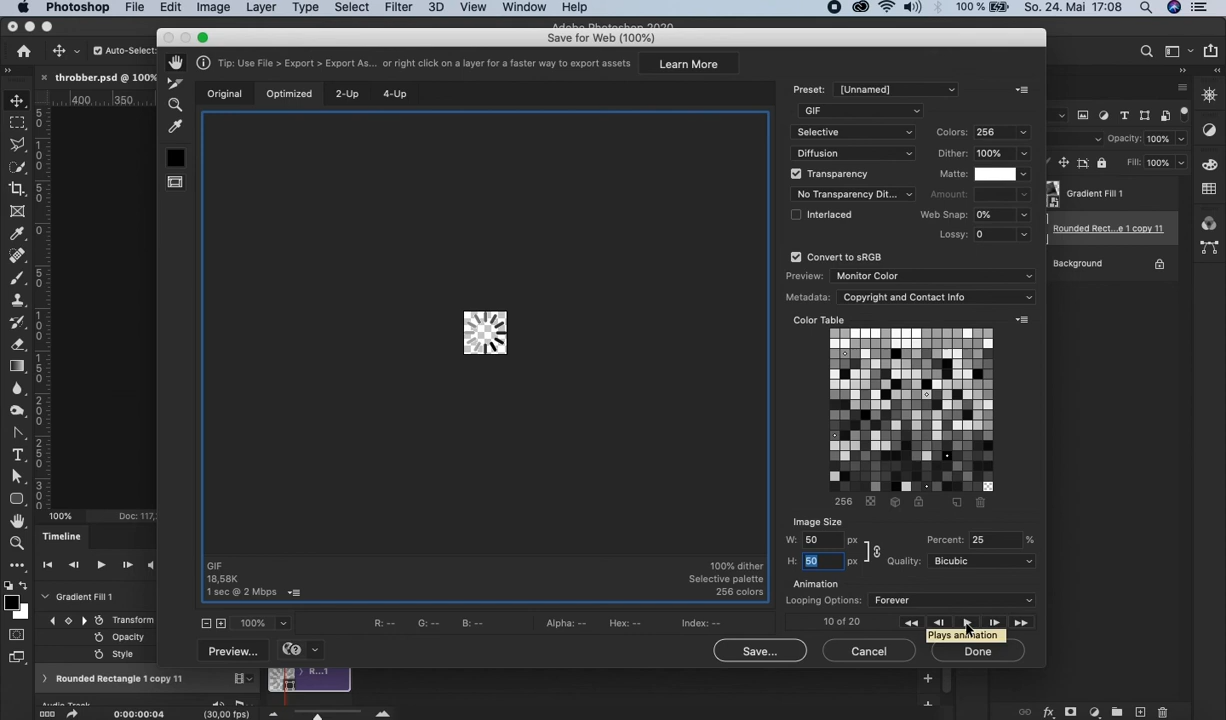 Photoshop File Edit Image Layer Type Select Filter 3D View Window Help 100 % So. 24. Mai 17:08
Adobe Photoshop 2020
Save for Web (100%)
Auto-Select:
Tip: Use File > Export > Export As... or right click on a layer for a faster way to export assets Learn More
throbber.psd @ 100%
Original Optimized 2-Up 4-Up
400 350
Preset: [Unnamed]
GIF
Selective Colors: 256
Diffusion Dither: 100%
Transparency Matte:
No Transparency Dit... Amount:
Interlaced Web Snap: 0%
Lossy: 0
Convert to sRGB
Preview: Monitor Color
Metadata: Copyright and Contact Info
Color Table
256
Image Size
W: 50 px Percent: 25 %
H: 50 px Quality: Bicubic
Animation
Looping Options: Forever
10 of 20
Plays animation
Opacity: 100%
Fill: 100%
Gradient Fill 1
Rounded Rect...e 1 copy 11
Background
GIF 100% dither
18,58K Selective palette
1 sec @ 2 Mbps 256 colors
100% R: -- G: -- B: -- Alpha: -- Hex: -- Index: --
Preview... Save... Cancel Done
100% Doc: 117,
Timeline
Gradient Fill 1
Transform
Opacity
Style
Rounded Rectangle 1 copy 11 R...1
0:00:00:04 (30,00 fps)